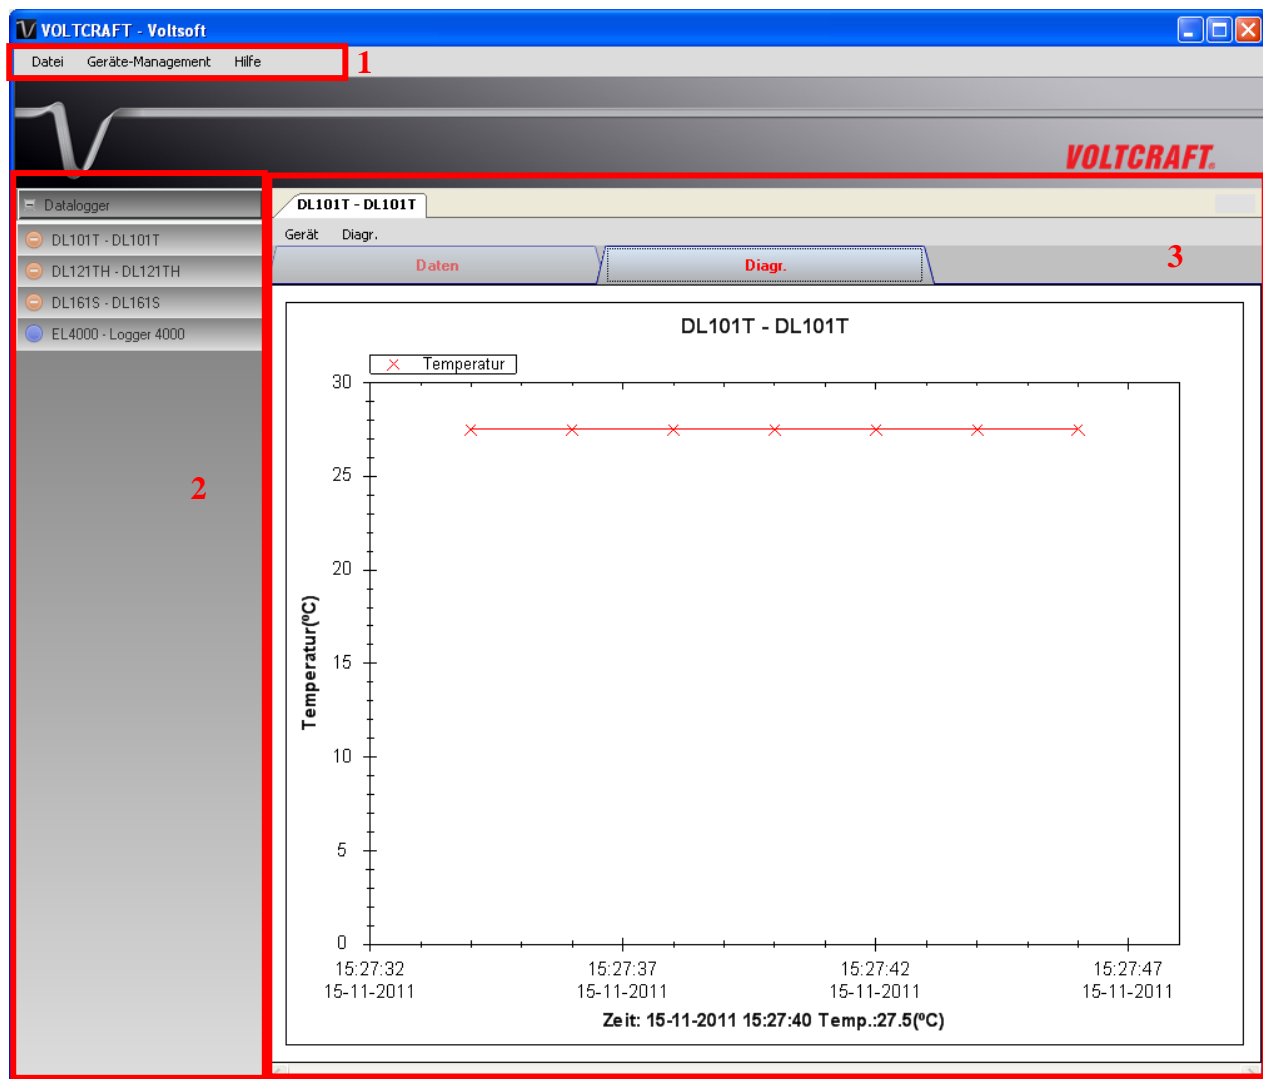 VOLTCRAFT - Voltsoft
Datei Geräte-Management Hilfe
1
VOLTCRAFT®
Datalogger
DL101T - DL101T
DL121TH - DL121TH
DL161S - DL161S
EL4000 - Logger 4000
2
DL101T - DL101T
Gerät Diagr.
Daten Diagr.
3
DL101T - DL101T
Temperatur
30
25
20
15
10
5
0
Temperatur(ºC)
15:27:32 15:27:37 15:27:42 15:27:47
15-11-2011 15-11-2011 15-11-2011 15-11-2011
Zeit: 15-11-2011 15:27:40 Temp.:27.5(ºC)